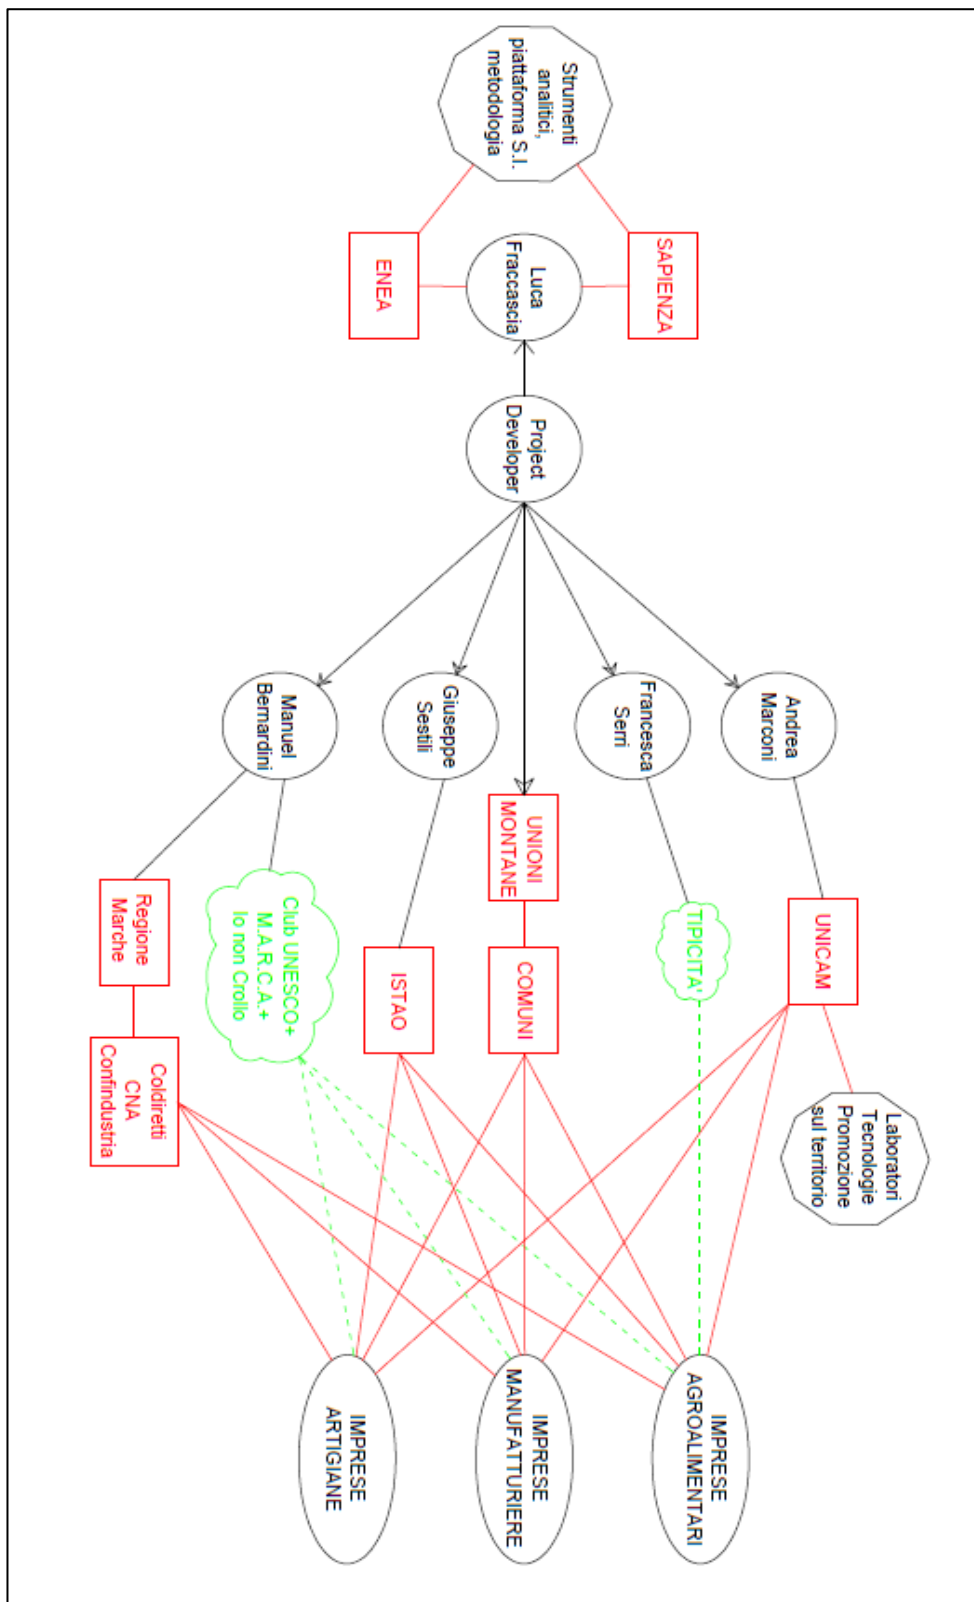 Strumenti
analitici,
piattaforma S.I.
metodologia
SAPIENZA
Luca
Fraccascia
ENEA
Project
Developer
Andrea
Marconi
Francesca
Serri
Giuseppe
Sestili
Manuel
Bernardini
UNICAM
TIPICITA'
UNIONI
MONTANE
COMUNI
ISTAO
Club UNESCO+
M.A.R.C.A.+
Io non Crollo
Regione
Marche
Coldiretti
CNA
Confindustria
Laboratori
Tecnologie
Promozione
sul territorio
IMPRESE
AGROALIMENTARI
IMPRESE
MANUFATTURIERE
IMPRESE
ARTIGIANE